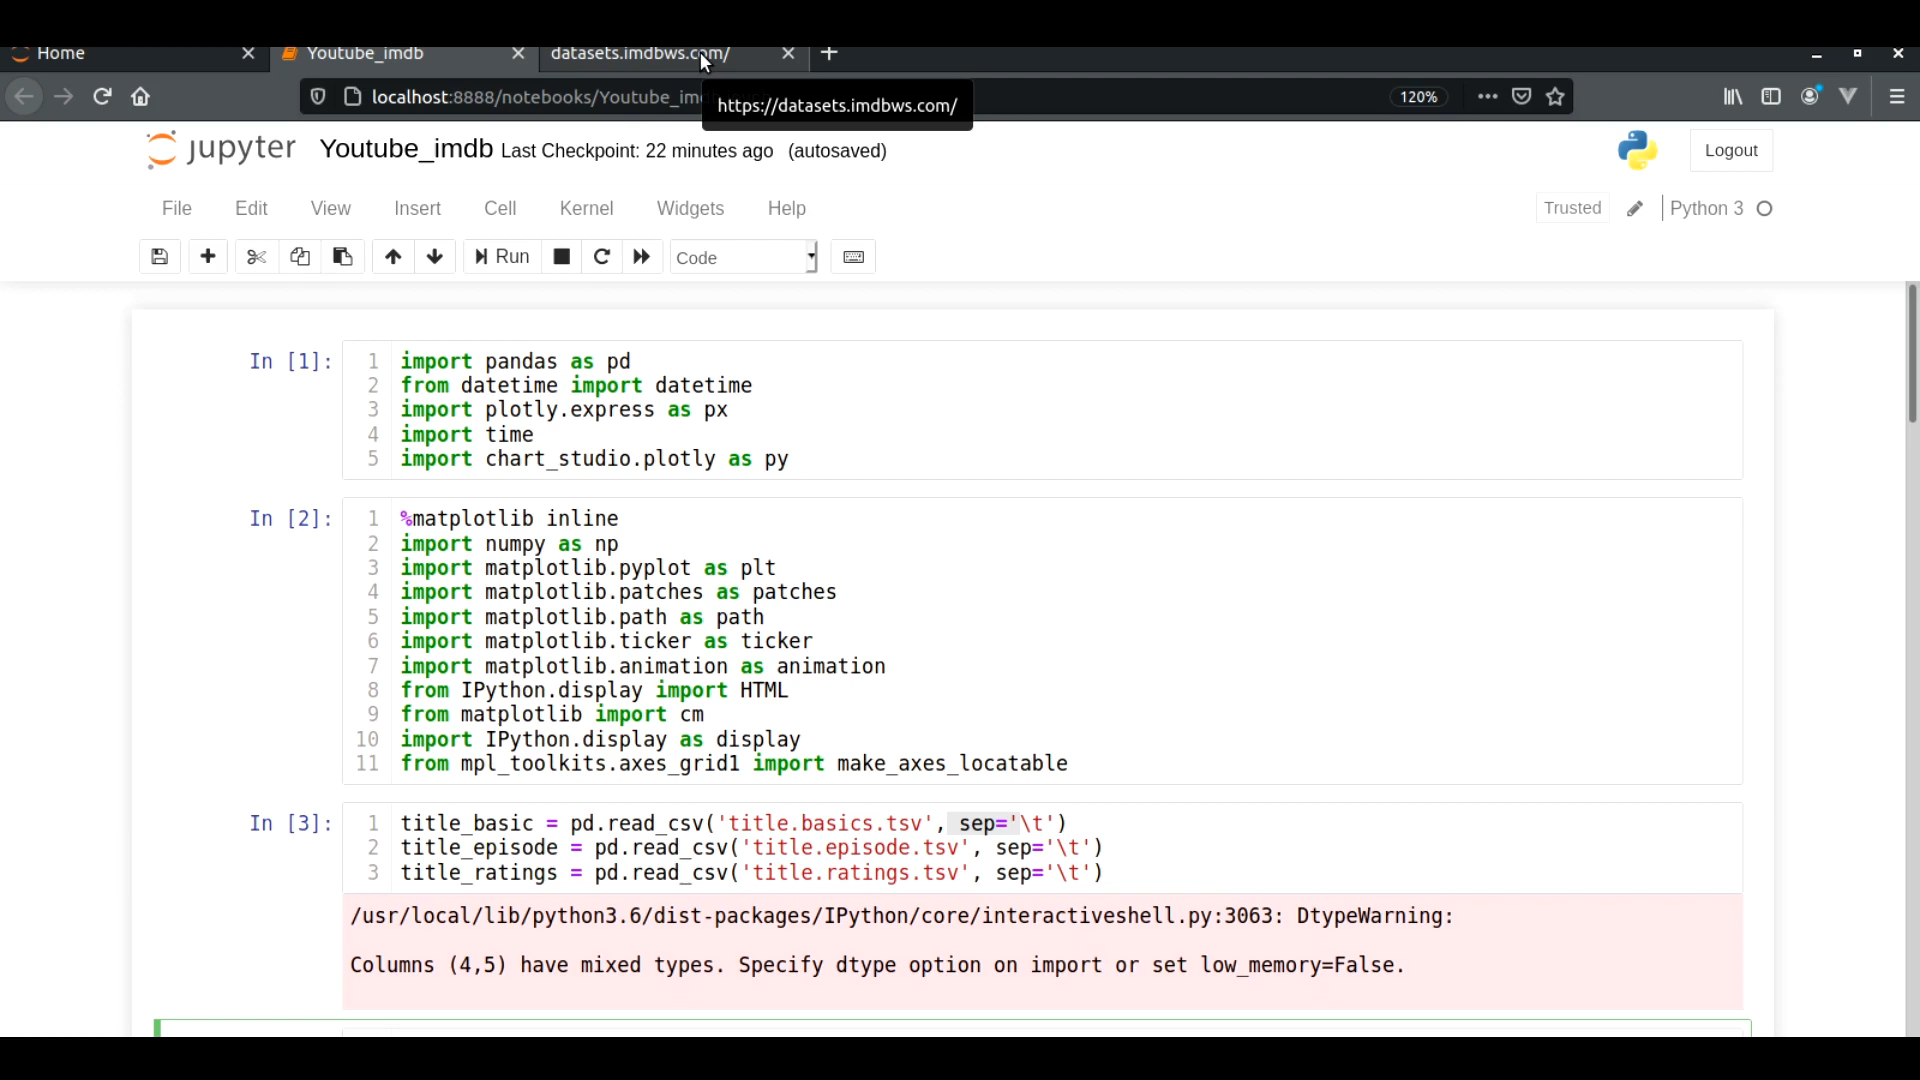 Home
Youtube_imdb
datasets.imdbws.com/
localhost:8888/notebooks/Youtube_im
https://datasets.imdbws.com/
120%
jupyter Youtube_imdb Last Checkpoint: 22 minutes ago (autosaved)
Logout
File Edit View Insert Cell Kernel Widgets Help
Trusted Python 3
Run Code
In [1]:
1 import pandas as pd
2 from datetime import datetime
3 import plotly.express as px
4 import time
5 import chart_studio.plotly as py
In [2]:
1 %matplotlib inline
2 import numpy as np
3 import matplotlib.pyplot as plt
4 import matplotlib.patches as patches
5 import matplotlib.path as path
6 import matplotlib.ticker as ticker
7 import matplotlib.animation as animation
8 from IPython.display import HTML
9 from matplotlib import cm
10 import IPython.display as display
11 from mpl_toolkits.axes_grid1 import make_axes_locatable
In [3]:
1 title_basic = pd.read_csv('title.basics.tsv', sep='\t')
2 title_episode = pd.read_csv('title.episode.tsv', sep='\t')
3 title_ratings = pd.read_csv('title.ratings.tsv', sep='\t')
/usr/local/lib/python3.6/dist-packages/IPython/core/interactiveshell.py:3063: DtypeWarning:
Columns (4,5) have mixed types. Specify dtype option on import or set low_memory=False.